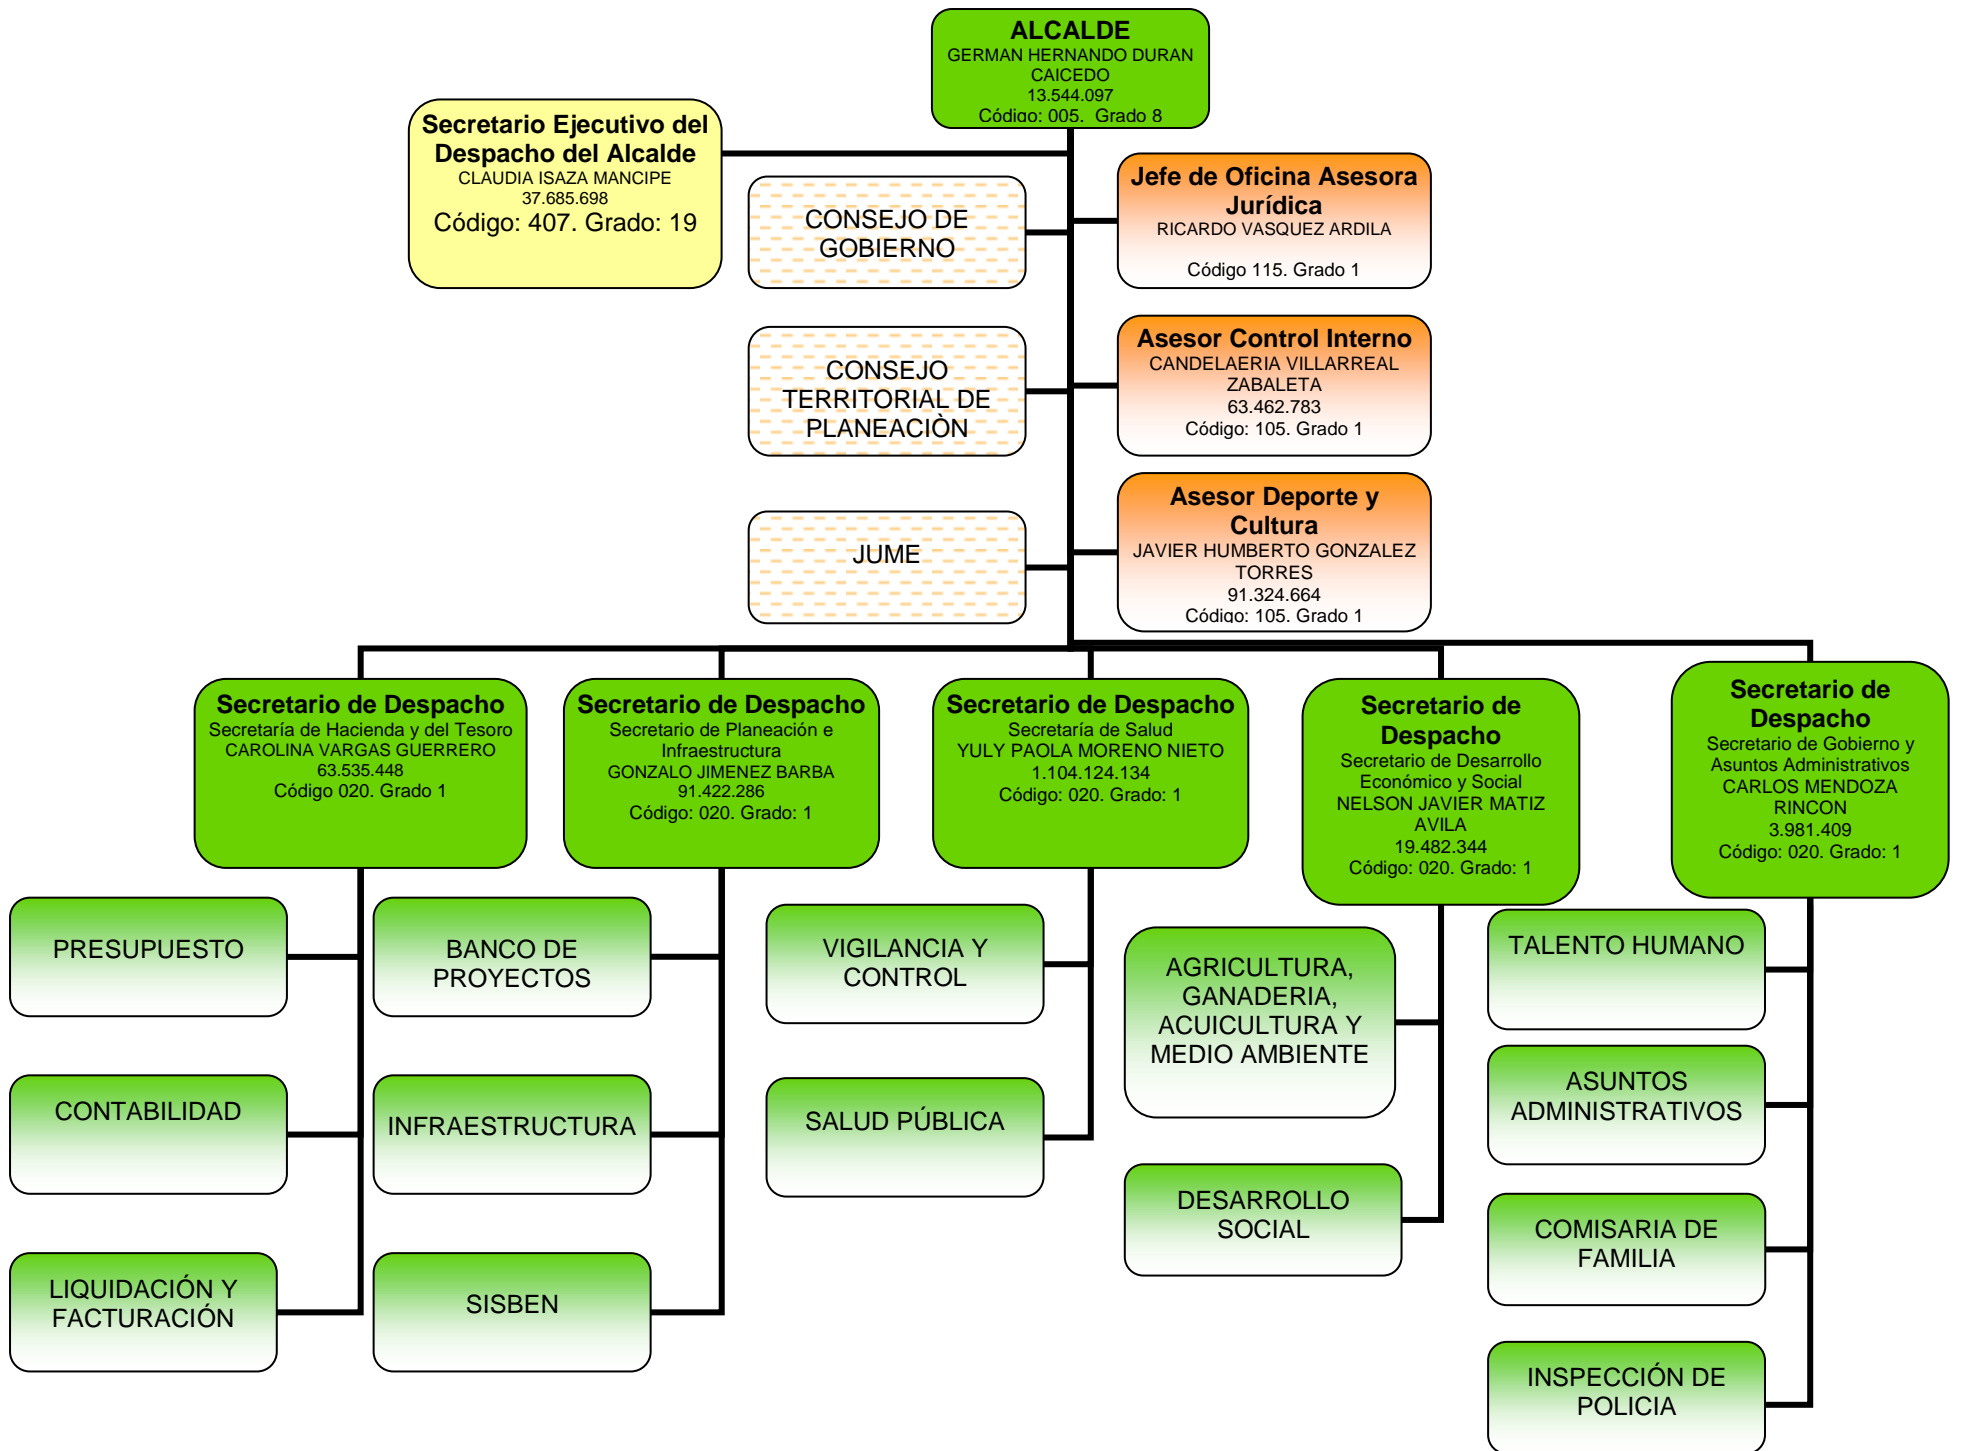 ALCALDE
GERMAN HERNANDO DURAN
CAICEDO
13.544.097
Código: 005. Grado 8
Secretario Ejecutivo del
Despacho del Alcalde
CLAUDIA ISAZA MANCIPE
37.685.698
Código: 407. Grado: 19
CONSEJO DE
GOBIERNO
Jefe de Oficina Asesora
Jurídica
RICARDO VASQUEZ ARDILA
Código 115. Grado 1
CONSEJO
TERRITORIAL DE
PLANEACIÒN
Asesor Control Interno
CANDELAERIA VILLARREAL
ZABALETA
63.462.783
Código: 105. Grado 1
JUME
Asesor Deporte y
Cultura
JAVIER HUMBERTO GONZALEZ
TORRES
91.324.664
Código: 105. Grado 1
Secretario de Despacho
Secretaría de Hacienda y del Tesoro
CAROLINA VARGAS GUERRERO
63.535.448
Código 020. Grado 1
Secretario de Despacho
Secretario de Planeación e
Infraestructura
GONZALO JIMENEZ BARBA
91.422.286
Código: 020. Grado: 1
Secretario de Despacho
Secretaría de Salud
YULY PAOLA MORENO NIETO
1.104.124.134
Código: 020. Grado: 1
Secretario de
Despacho
Secretario de Desarrollo
Económico y Social
NELSON JAVIER MATIZ
AVILA
19.482.344
Código: 020. Grado: 1
Secretario de
Despacho
Secretario de Gobierno y
Asuntos Administrativos
CARLOS MENDOZA
RINCON
3.981.409
Código: 020. Grado: 1
PRESUPUESTO
CONTABILIDAD
LIQUIDACIÓN Y
FACTURACIÓN
BANCO DE
PROYECTOS
INFRAESTRUCTURA
SISBEN
VIGILANCIA Y
CONTROL
SALUD PÚBLICA
AGRICULTURA,
GANADERIA,
ACUICULTURA Y
MEDIO AMBIENTE
DESARROLLO
SOCIAL
TALENTO HUMANO
ASUNTOS
ADMINISTRATIVOS
COMISARIA DE
FAMILIA
INSPECCIÓN DE
POLICIA